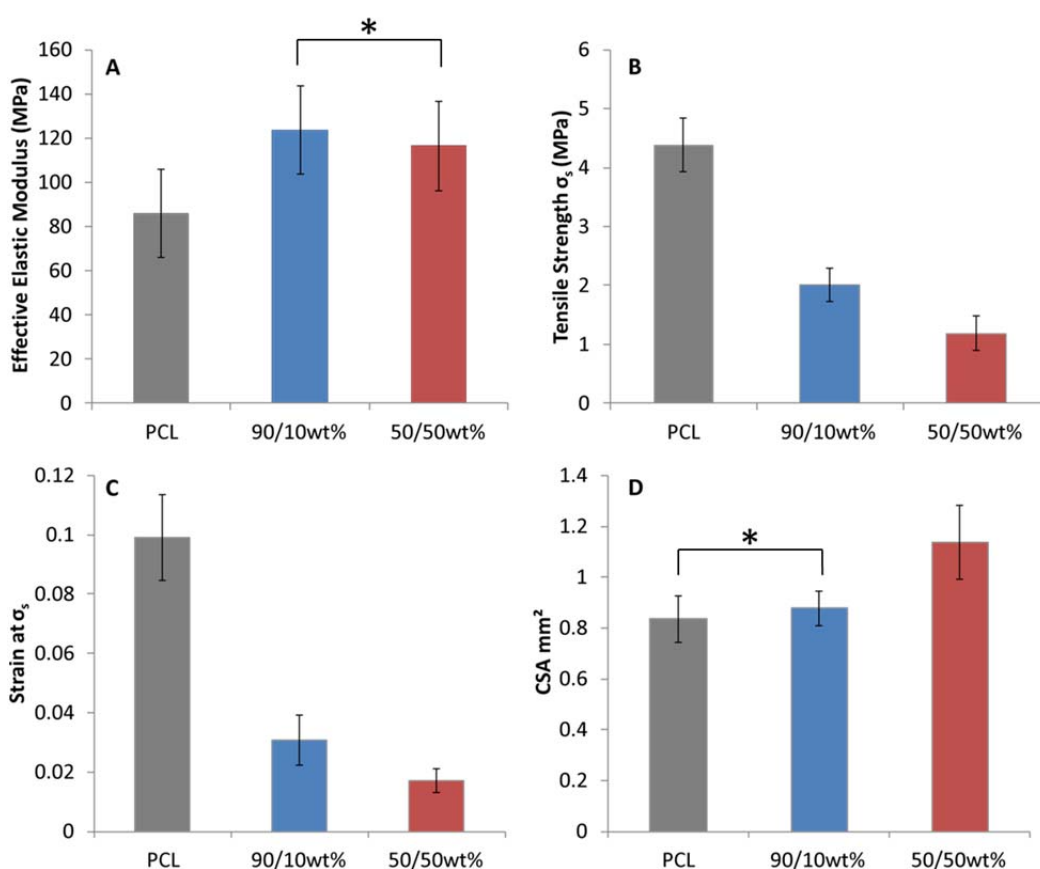 A
*
Effective Elastic Modulus (MPa)
160
140
120
100
80
60
40
20
0
PCL 90/10wt% 50/50wt%
B
Tensile Strength σs (MPa)
6
5
4
3
2
1
0
PCL 90/10wt% 50/50wt%
C
Strain at σs
0.12
0.1
0.08
0.06
0.04
0.02
0
PCL 90/10wt% 50/50wt%
D
*
CSA mm²
1.4
1.2
1
0.8
0.6
0.4
0.2
0
PCL 90/10wt% 50/50wt%